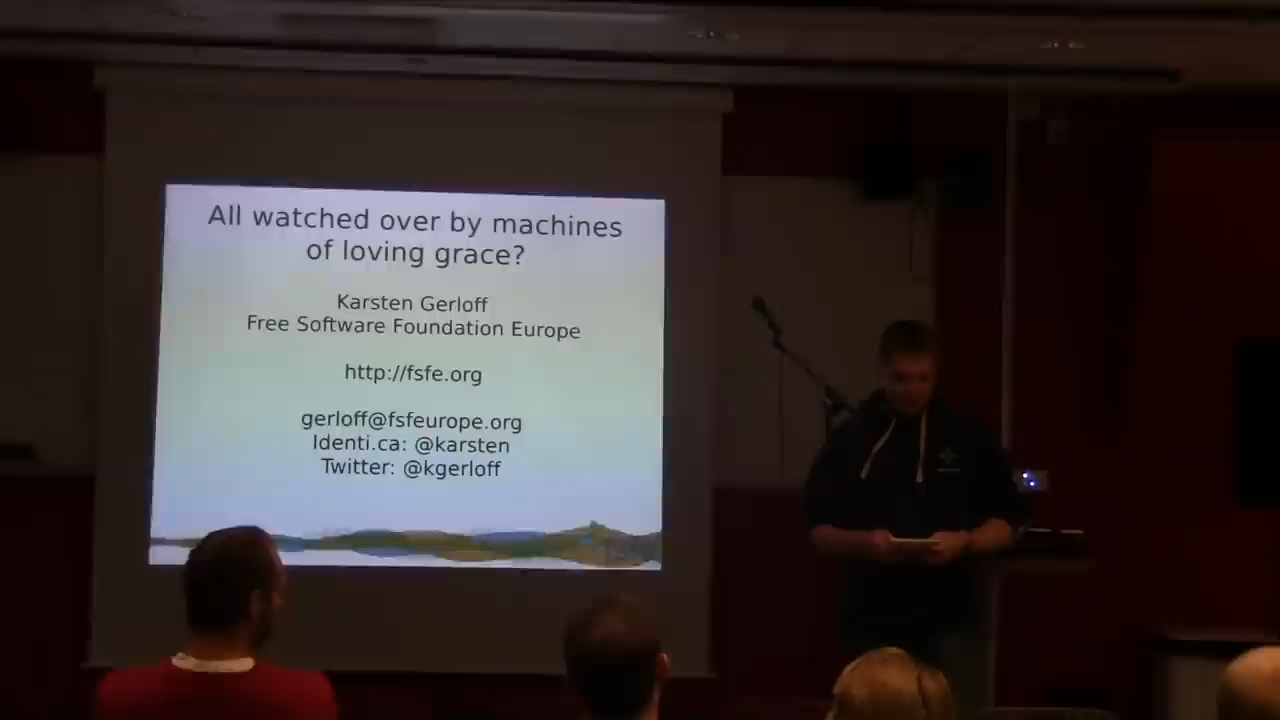 All watched over by machines
of loving grace?
Karsten Gerloff
Free Software Foundation Europe
http://fsfe.org
gerloff@fsfeurope.org
Identi.ca: @karsten
Twitter: @kgerloff